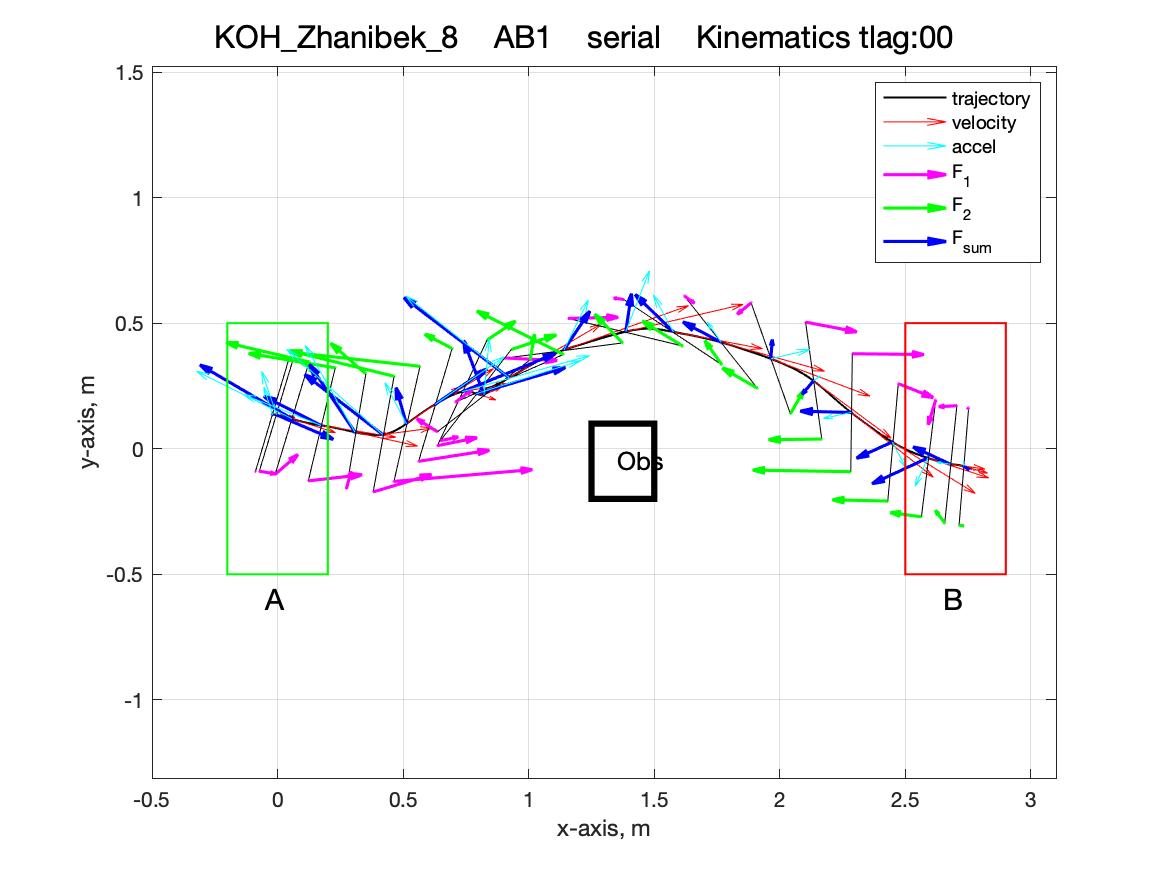 KOH_Zhanibek_8 AB1 serial Kinematics tlag:00
1.5
trajectory
velocity
accel
F1
F2
Fsum
1
0.5
0
-0.5
-1
y-axis, m
Obs
A
B
-0.5 0 0.5 1 1.5 2 2.5 3
x-axis, m